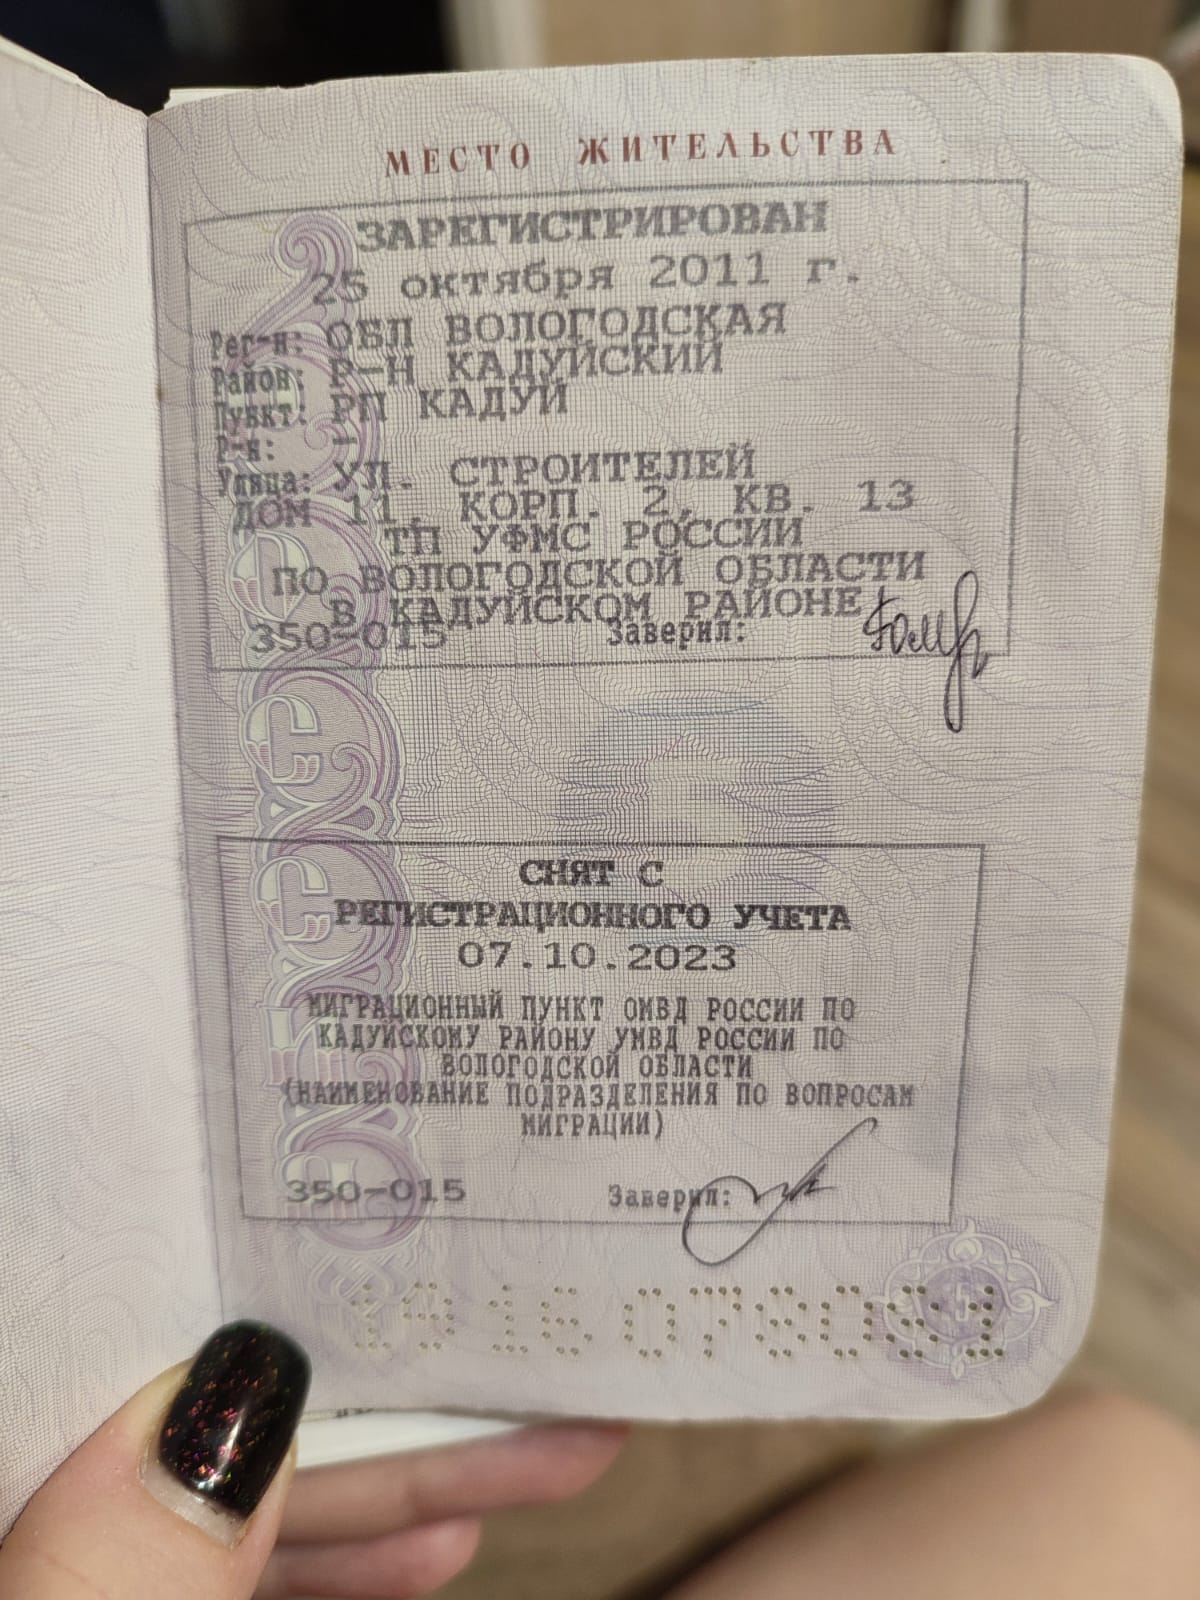 МЕСТО ЖИТЕЛЬСТВА
ЗАРЕГИСТРИРОВАН
25 октября 2011 г.
Рег-н: ОБЛ ВОЛОГОДСКАЯ
Район: Р-Н КАДУЙСКИЙ
Пункт: РП КАДУЙ
Р-н: -
Улица: УЛ. СТРОИТЕЛЕЙ
ДОМ 11, КОРП. 2, КВ. 13
ТП УФМС РОССИИ
ПО ВОЛОГОДСКОЙ ОБЛАСТИ
В КАДУЙСКОМ РАЙОНЕ
350-015 Заверил:
СНЯТ С
РЕГИСТРАЦИОННОГО УЧЕТА
07.10.2023
МИГРАЦИОННЫЙ ПУНКТ ОМВД РОССИИ ПО
КАДУЙСКОМУ РАЙОНУ УМВД РОССИИ ПО
ВОЛОГОДСКОЙ ОБЛАСТИ
(НАИМЕНОВАНИЕ ПОДРАЗДЕЛЕНИЯ ПО ВОПРОСАМ
МИГРАЦИИ)
350-015 Заверил:
5